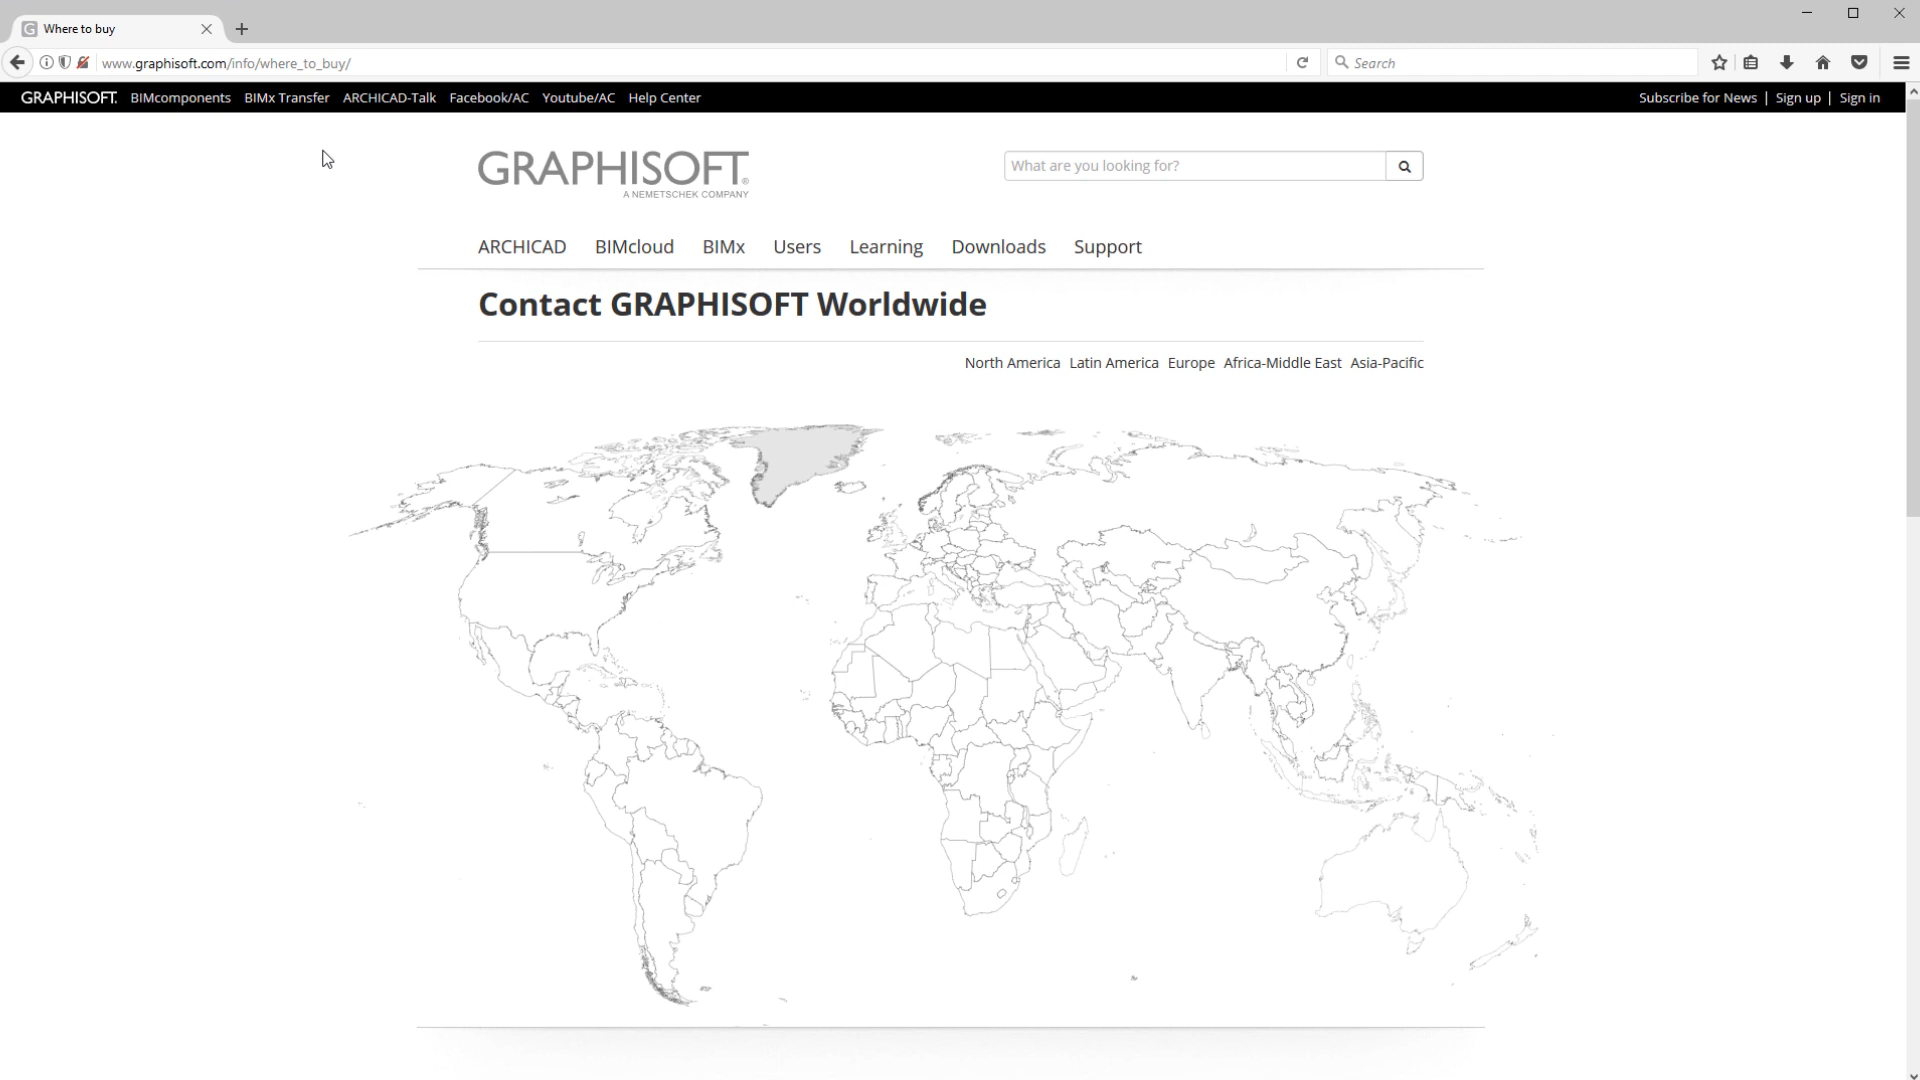 Where to buy
www.graphisoft.com/info/where_to_buy/
Search
GRAPHISOFT. BIMcomponents BIMx Transfer ARCHICAD-Talk Facebook/AC Youtube/AC Help Center
Subscribe for News | Sign up | Sign in
GRAPHISOFT®
A NEMETSCHEK COMPANY
What are you looking for?
ARCHICAD BIMcloud BIMx Users Learning Downloads Support
Contact GRAPHISOFT Worldwide
North America Latin America Europe Africa-Middle East Asia-Pacific